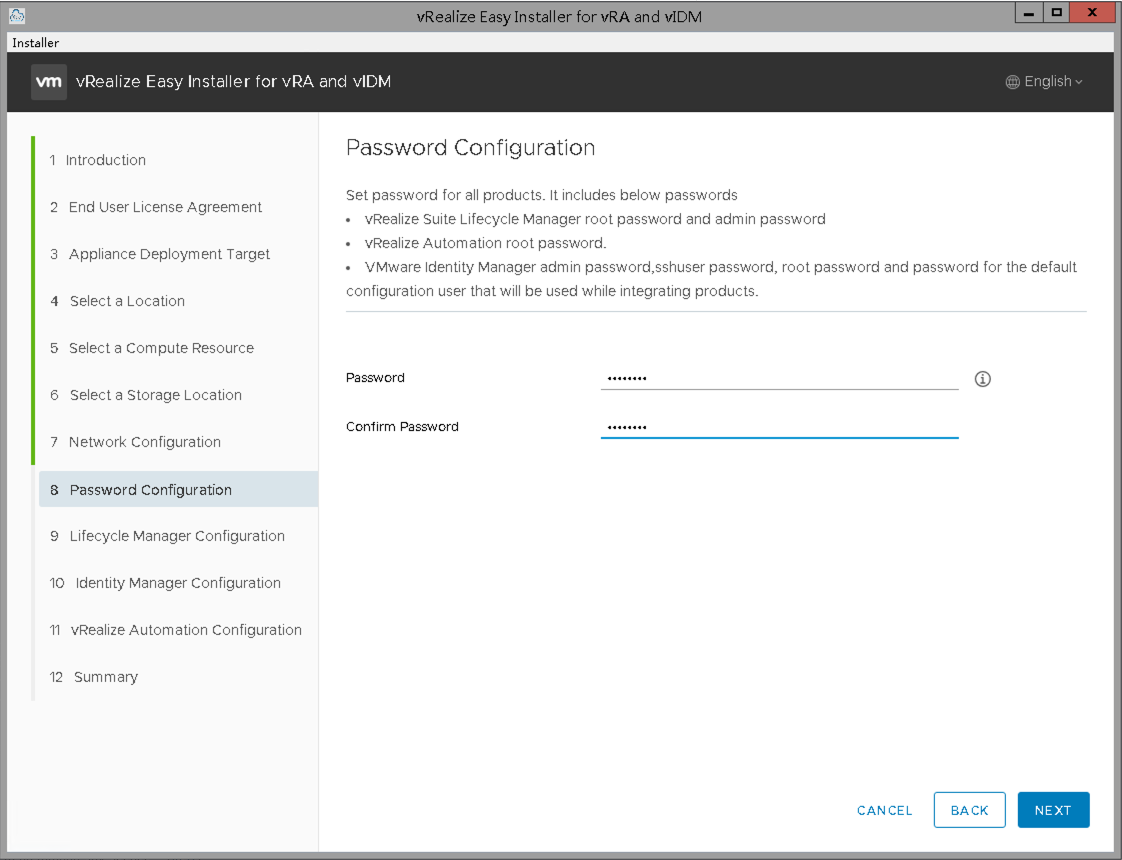 vRealize Easy Installer for vRA and vIDM
Installer
vm vRealize Easy Installer for vRA and vIDM
English
1 Introduction
2 End User License Agreement
3 Appliance Deployment Target
4 Select a Location
5 Select a Compute Resource
6 Select a Storage Location
7 Network Configuration
8 Password Configuration
9 Lifecycle Manager Configuration
10 Identity Manager Configuration
11 vRealize Automation Configuration
12 Summary
Password Configuration
Set password for all products. It includes below passwords
• vRealize Suite Lifecycle Manager root password and admin password
• vRealize Automation root password.
• VMware Identity Manager admin password,sshuser password, root password and password for the default
configuration user that will be used while integrating products.
Password ••••••••
Confirm Password ••••••••
CANCEL BACK NEXT